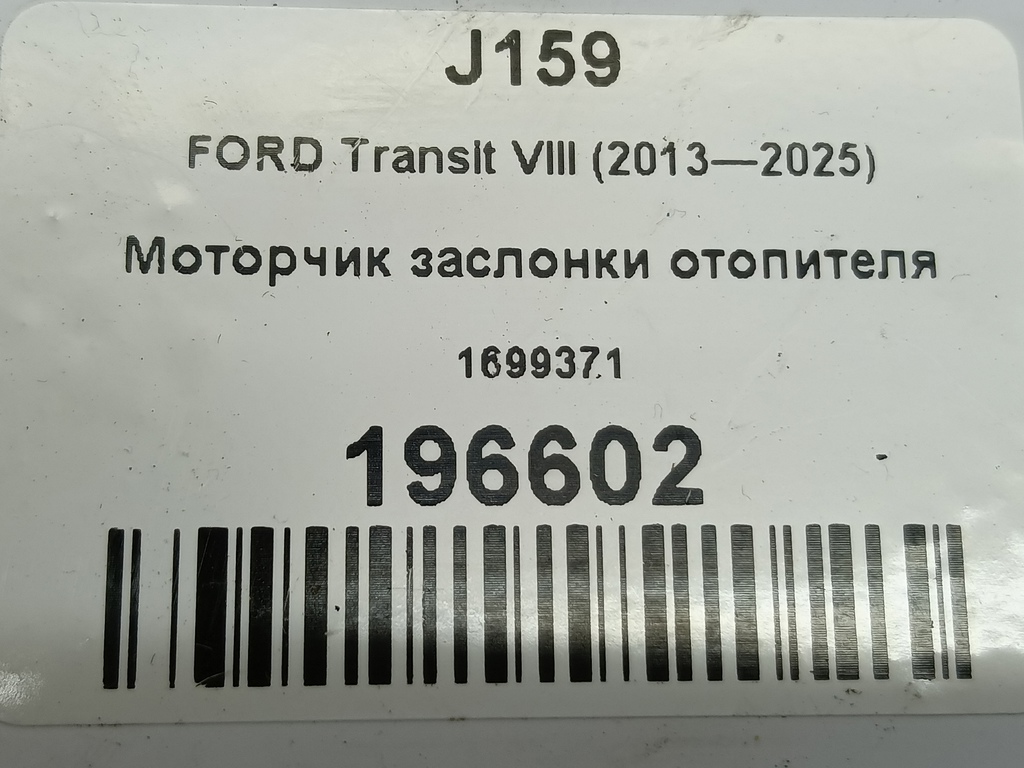 J159
FORD Transit VIII (2013—2025)
Моторчик заслонки отопителя
1699371
196602